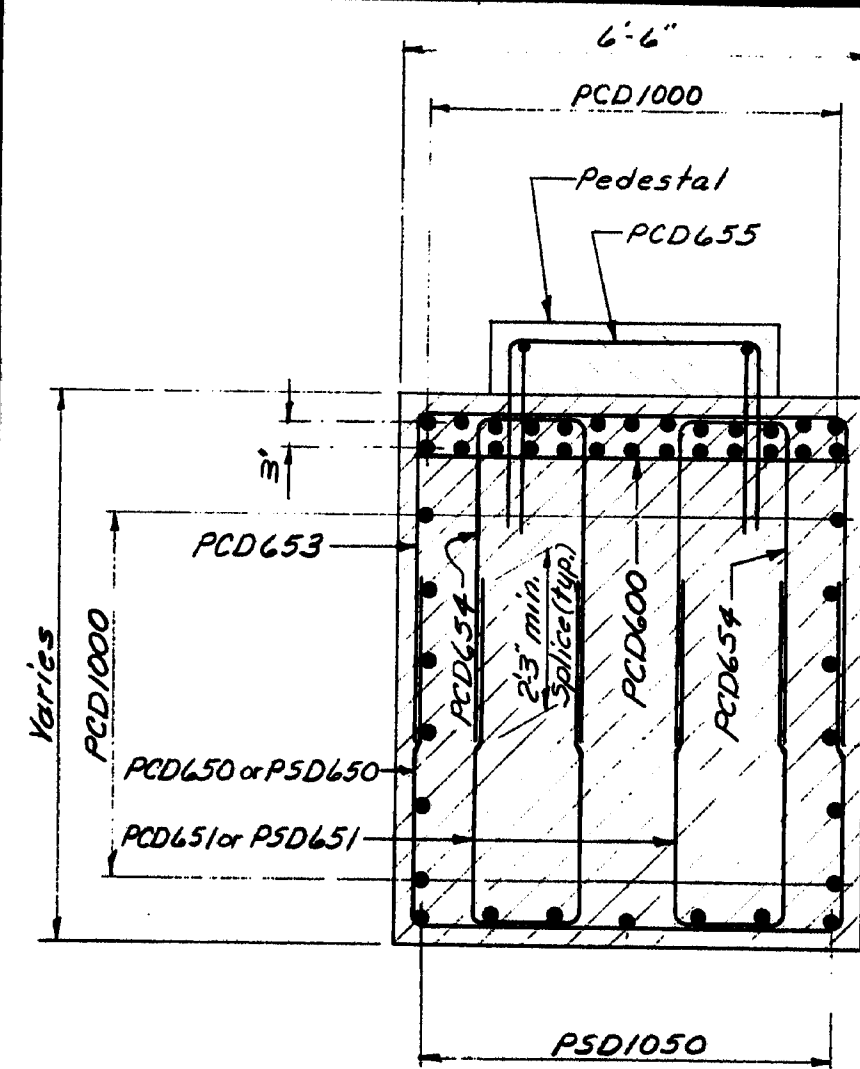 6'-6"
PCD1000
Pedestal
PCD655
3"
PCD653
PCD654
2'3" min.
Splice (typ.)
PCD600
PCD654
Varies
PCD1000
PCD650 or PSD650
PCD651 or PSD651
PSD1050